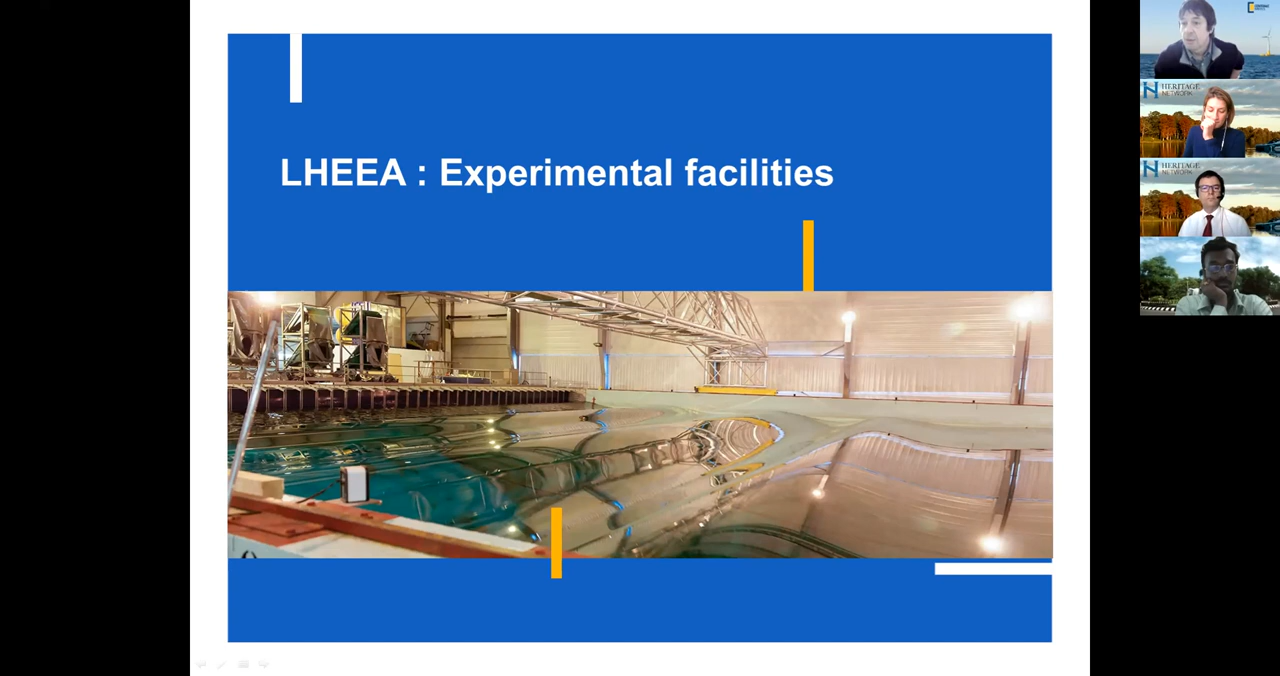 LHEEA : Experimental facilities
HERITAGE
NETWORK
HERITAGE
NETWORK